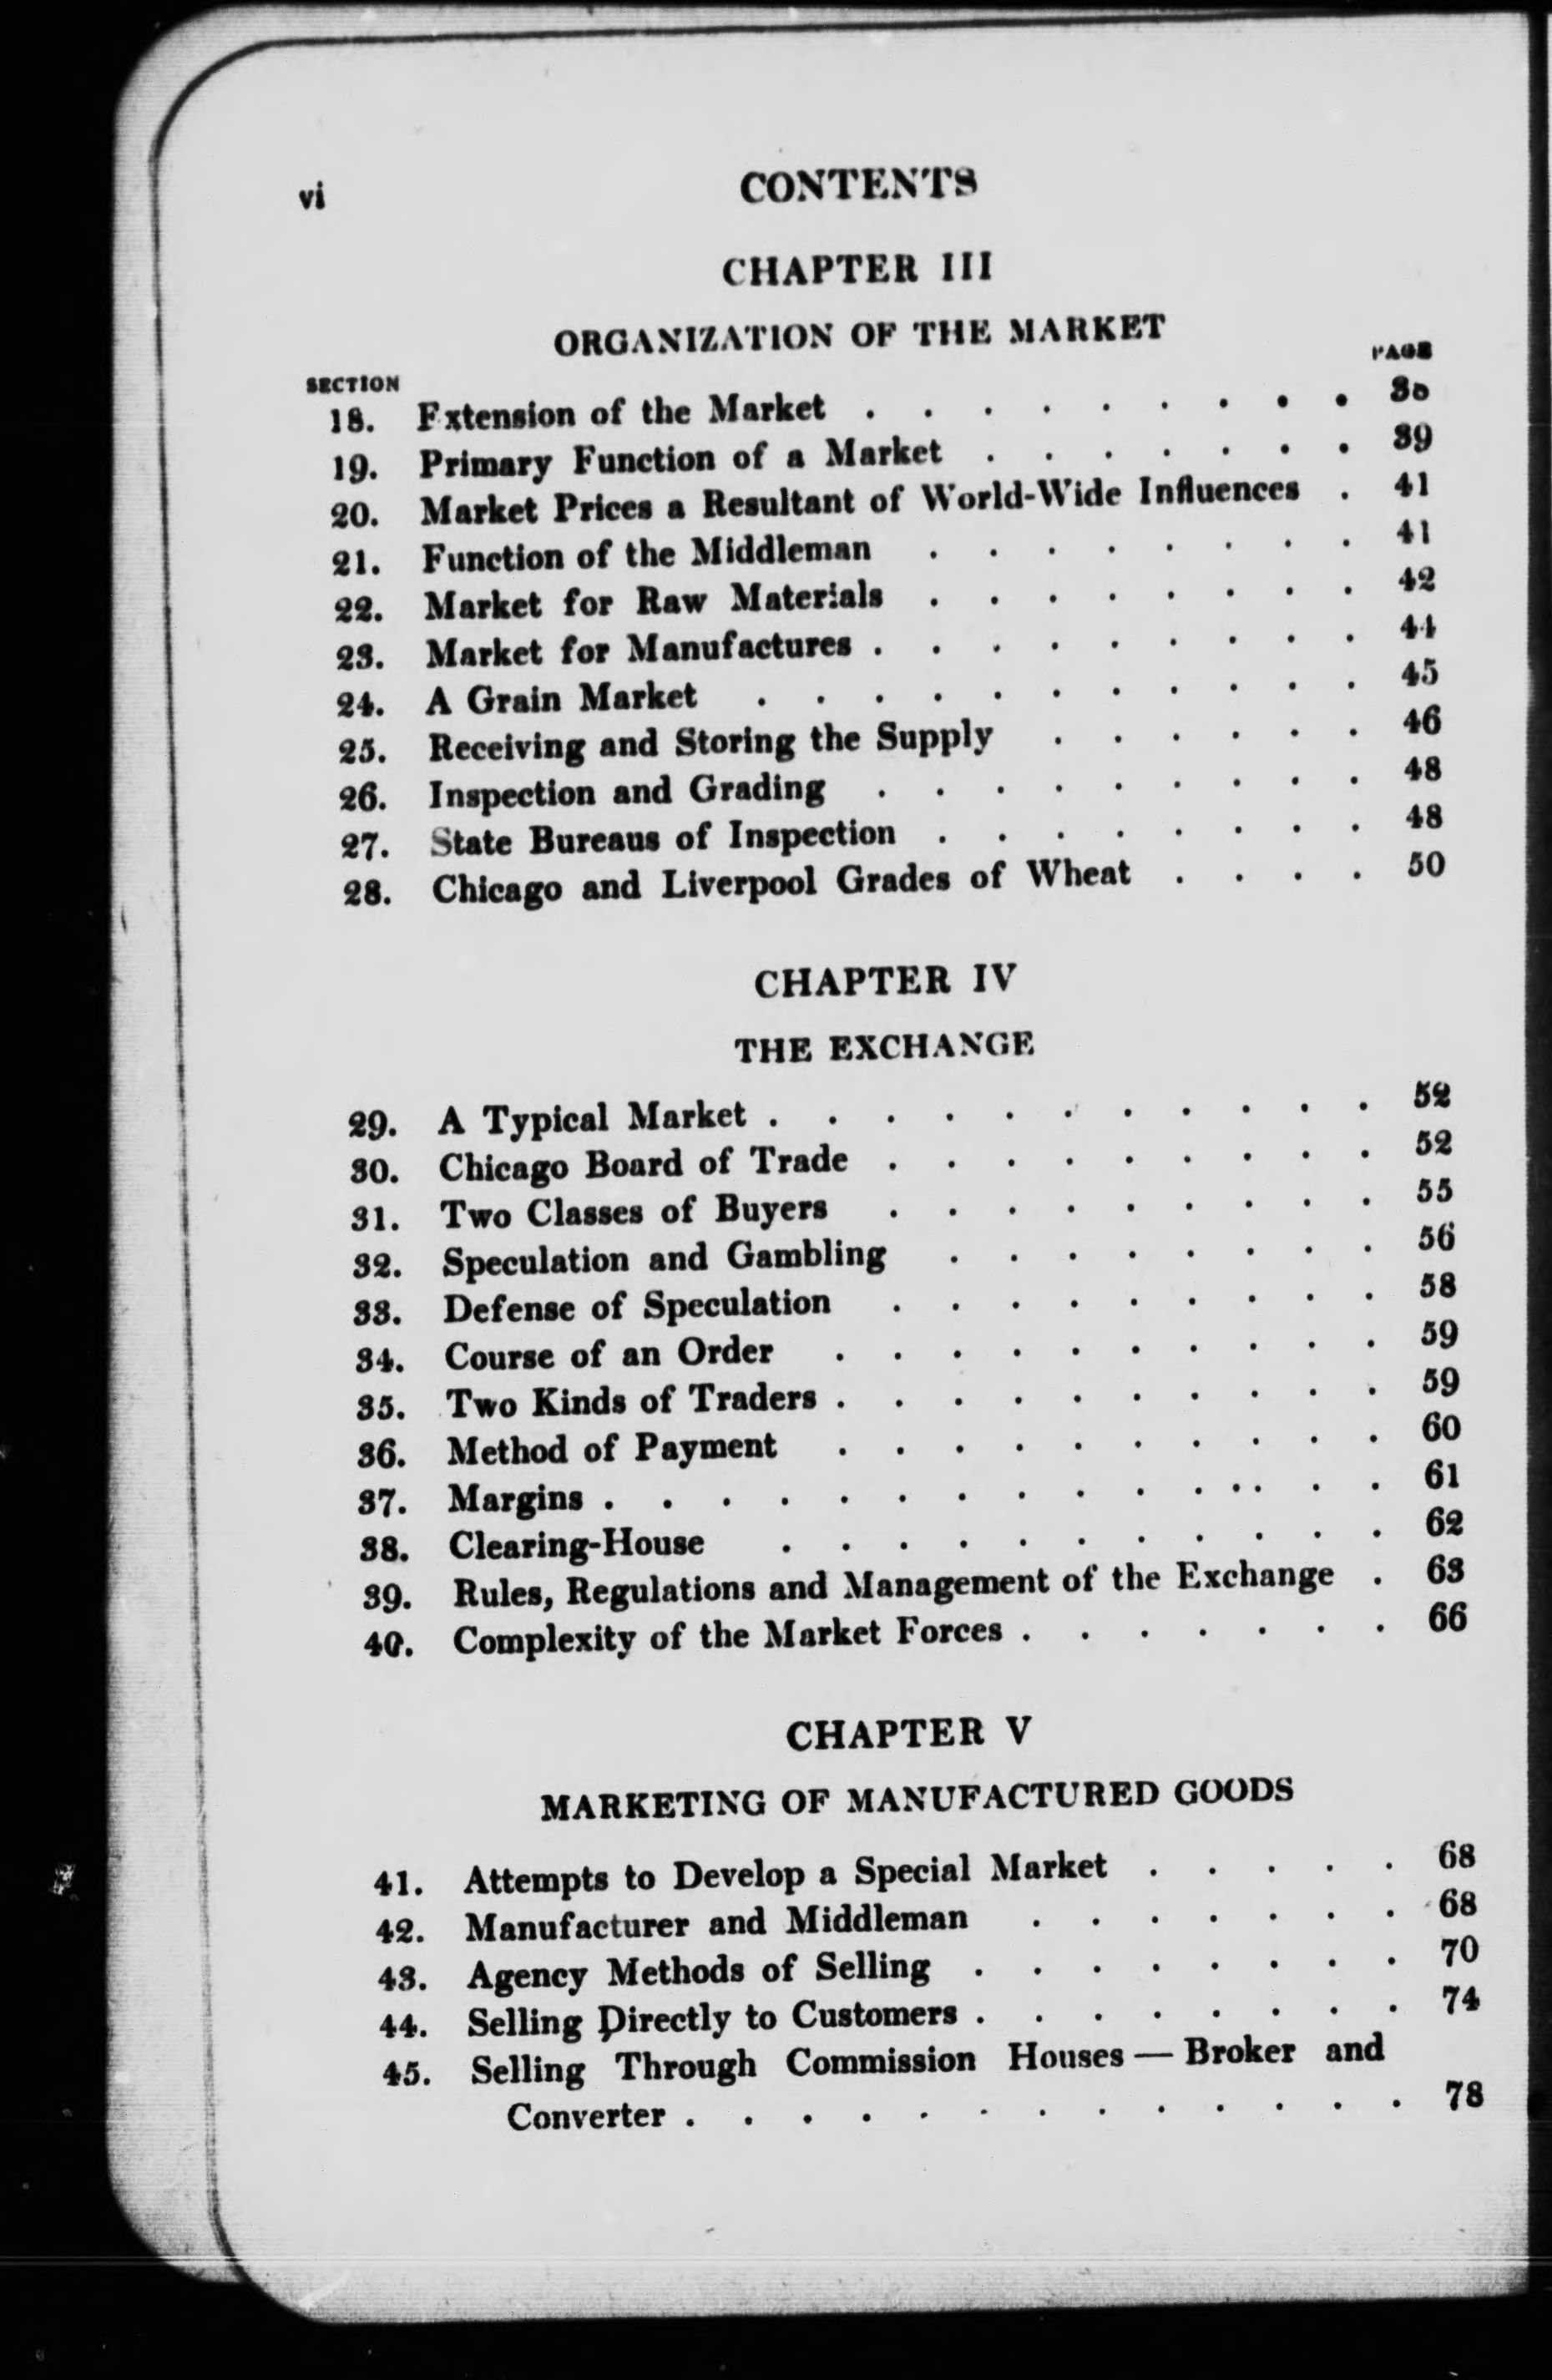 vi
CONTENTS
CHAPTER III
ORGANIZATION OF THE MARKET
SECTION PAGE
18. Extension of the Market . . . . . . . . .
19. Primary Function of a Market . . . . . . . 39
20. Market Prices a Resultant of World-Wide Influences . 41
21. Function of the Middleman . . . . . . . . 41
22. Market for Raw Materials . . . . . . . . 42
23. Market for Manufactures . . . . . . . . . 44
24. A Grain Market . . . . . . . . . . . 45
25. Receiving and Storing the Supply . . . . . . 46
26. Inspection and Grading . . . . . . . . . 48
27. State Bureaus of Inspection . . . . . . . . 48
28. Chicago and Liverpool Grades of Wheat . . . . 50
CHAPTER IV
THE EXCHANGE
29. A Typical Market . . . . . . . . . . . 52
30. Chicago Board of Trade . . . . . . . . . 52
31. Two Classes of Buyers . . . . . . . . . 55
32. Speculation and Gambling . . . . . . . . 56
33. Defense of Speculation . . . . . . . . . 58
34. Course of an Order . . . . . . . . . . 59
35. Two Kinds of Traders . . . . . . . . . . 59
36. Method of Payment . . . . . . . . . . 60
37. Margins . . . . . . . . . . . . . . 61
38. Clearing-House . . . . . . . . . . . 62
39. Rules, Regulations and Management of the Exchange . 63
40. Complexity of the Market Forces . . . . . . . 66
CHAPTER V
MARKETING OF MANUFACTURED GOODS
41. Attempts to Develop a Special Market . . . . . 68
42. Manufacturer and Middleman . . . . . . . 68
43. Agency Methods of Selling . . . . . . . . 70
44. Selling Directly to Customers . . . . . . . . 74
45. Selling Through Commission Houses — Broker and
Converter . . . . . . . . . . . . . 78